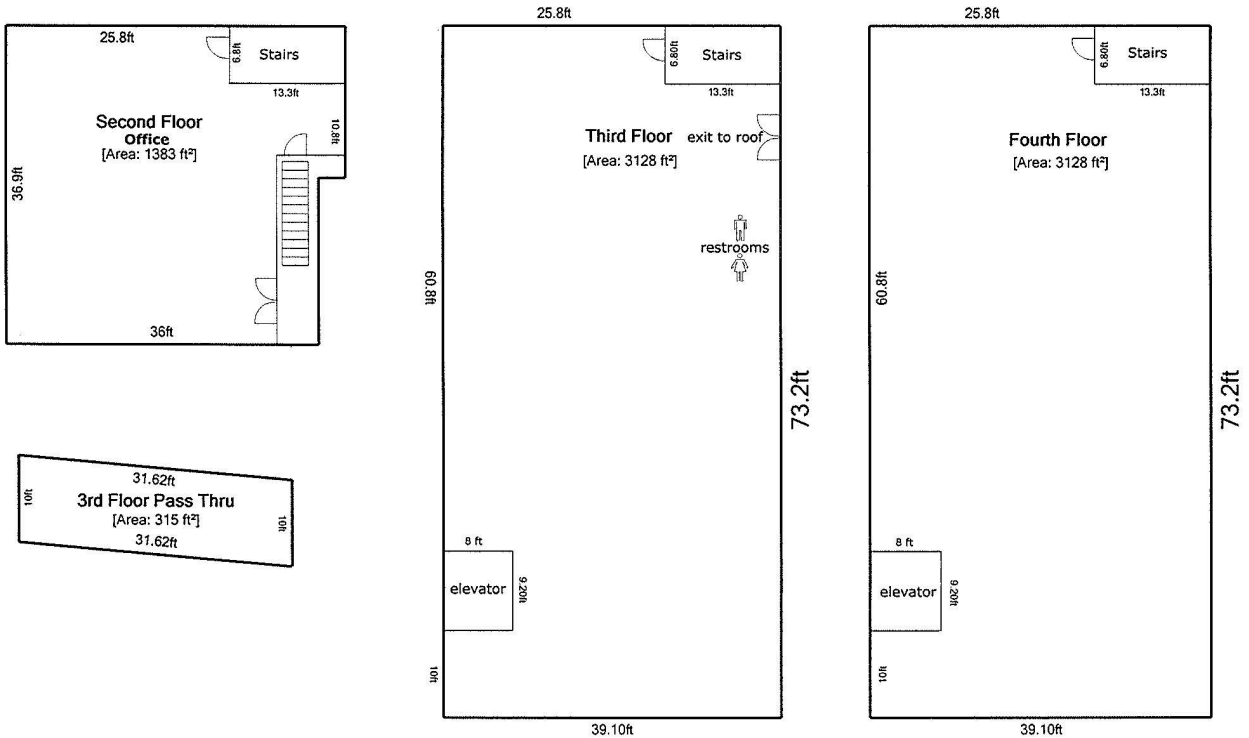 25.8ft
6.8ft
Stairs
13.3ft
Second Floor
Office
[Area: 1383 ft²]
10.8ft
36.9ft
36ft
31.62ft
3rd Floor Pass Thru
[Area: 315 ft²]
10ft
10ft
31.62ft
25.8ft
6.80ft
Stairs
13.3ft
Third Floor
exit to roof
[Area: 3128 ft²]
restrooms
60.8ft
73.2ft
8 ft
elevator
9.20ft
10ft
39.10ft
25.8ft
6.80ft
Stairs
13.3ft
Fourth Floor
[Area: 3128 ft²]
60.8ft
73.2ft
8 ft
elevator
9.20ft
10ft
39.10ft